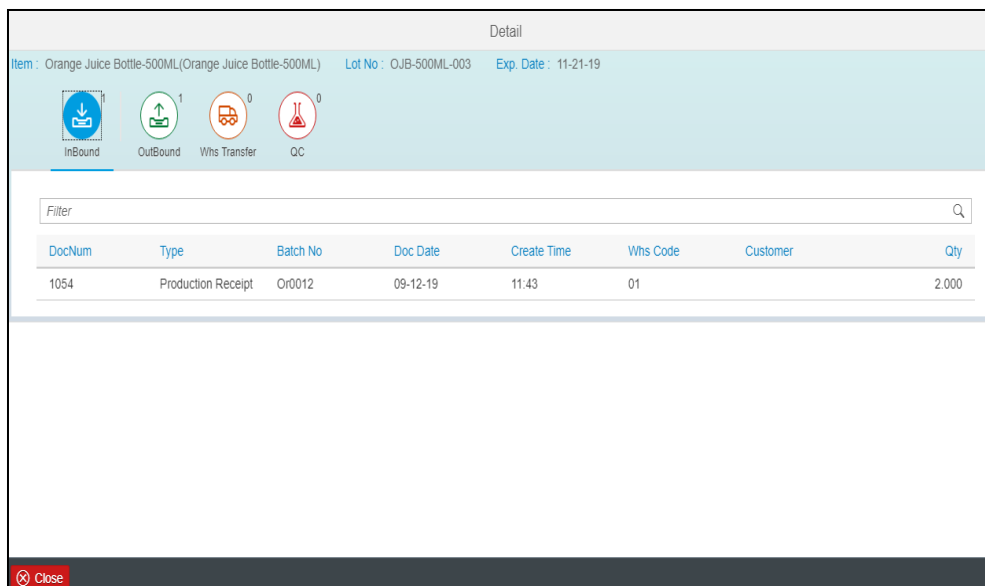 Detail
Item : Orange Juice Bottle-500ML(Orange Juice Bottle-500ML) Lot No : OJB-500ML-003 Exp. Date : 11-21-19
1 1 0 0
InBound OutBound Whs Transfer QC
Filter
DocNum Type Batch No Doc Date Create Time Whs Code Customer Qty
1054 Production Receipt Or0012 09-12-19 11:43 01 2.000
Close